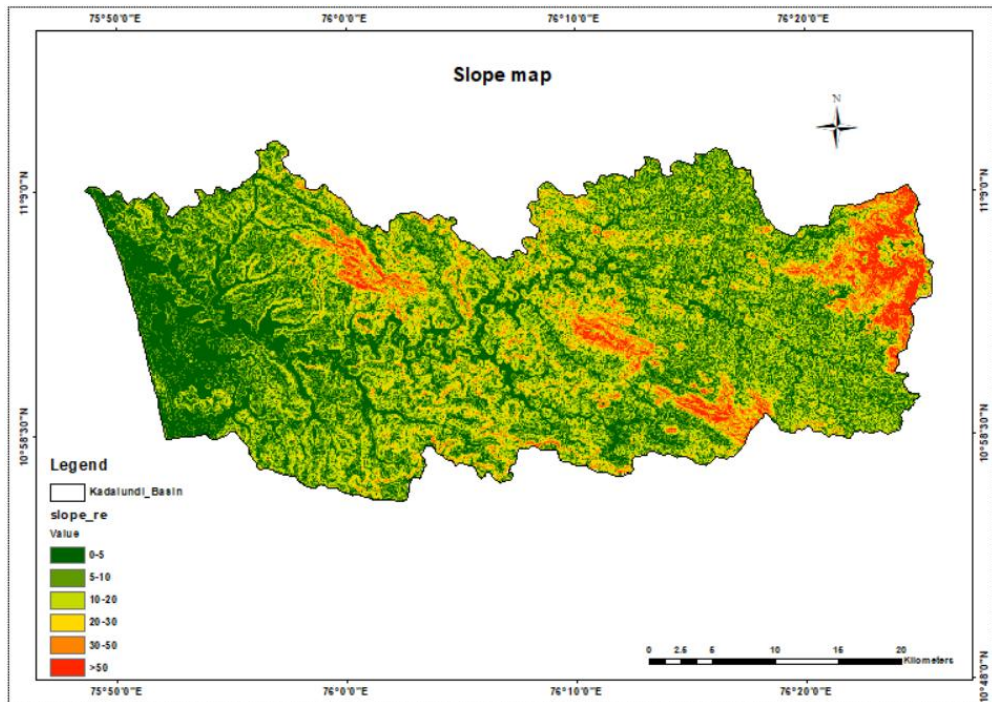 75°50'0"E 76°0'0"E 76°10'0"E 76°20'0"E
Slope map
N
11°9'0"N 11°9'0"N
10°58'30"N 10°58'30"N
Legend
Kadalundi_Basin
slope_re
Value
0-5
5-10
10-20
20-30
30-50
>50
0 2.5 5 10 15 20
Kilometers
10°48'0"N
75°50'0"E 76°0'0"E 76°10'0"E 76°20'0"E